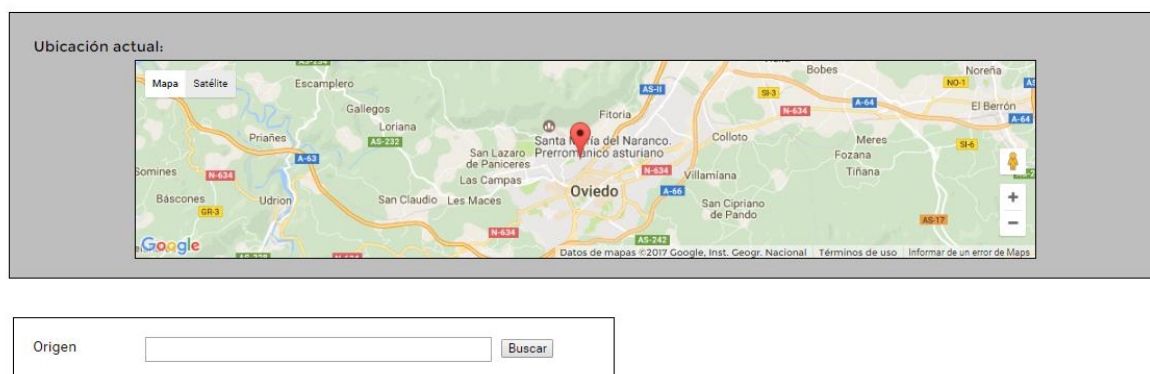 Ubicación actual:
Mapa Satélite
Escamplero
Bobes
Noreña
NO-1
AS-II
SI-3
A-64
El Berrón
N-634
A-64
Gallegos
Fitoria
Loriana
Priañes
AS-232
Colloto
Meres
SI-6
Santa María del Naranco.
Prerrománico asturiano
San Lazaro
de Paniceres
A-63
Fozana
Tiñana
Somines
N-634
N-634
Villamiana
Las Campas
Oviedo
A-66
Báscones
Udrion
San Claudio
Les Maces
San Cipriano
de Pando
GR-3
AS-17
N-634
AS-242
Google
Datos de mapas ©2017 Google, Inst. Geogr. Nacional
Términos de uso
Informar de un error de Maps
Origen
Buscar